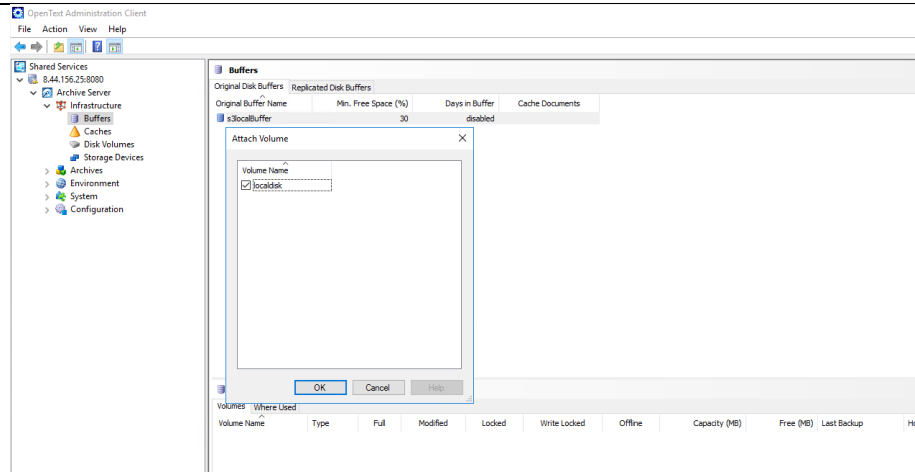 OpenText Administration Client
File Action View Help
Shared Services
8.44.156.25:8080
Archive Server
Infrastructure
Buffers
Caches
Disk Volumes
Storage Devices
Archives
Environment
System
Configuration
Buffers
Original Disk Buffers Replicated Disk Buffers
Original Buffer Name Min. Free Space (%) Days in Buffer Cache Documents
s3localBuffer 30 disabled
Attach Volume
Volume Name
localdisk
OK Cancel Help
Volumes Where Used
Volume Name Type Full Modified Locked Write Locked Offline Capacity (MB) Free (MB) Last Backup